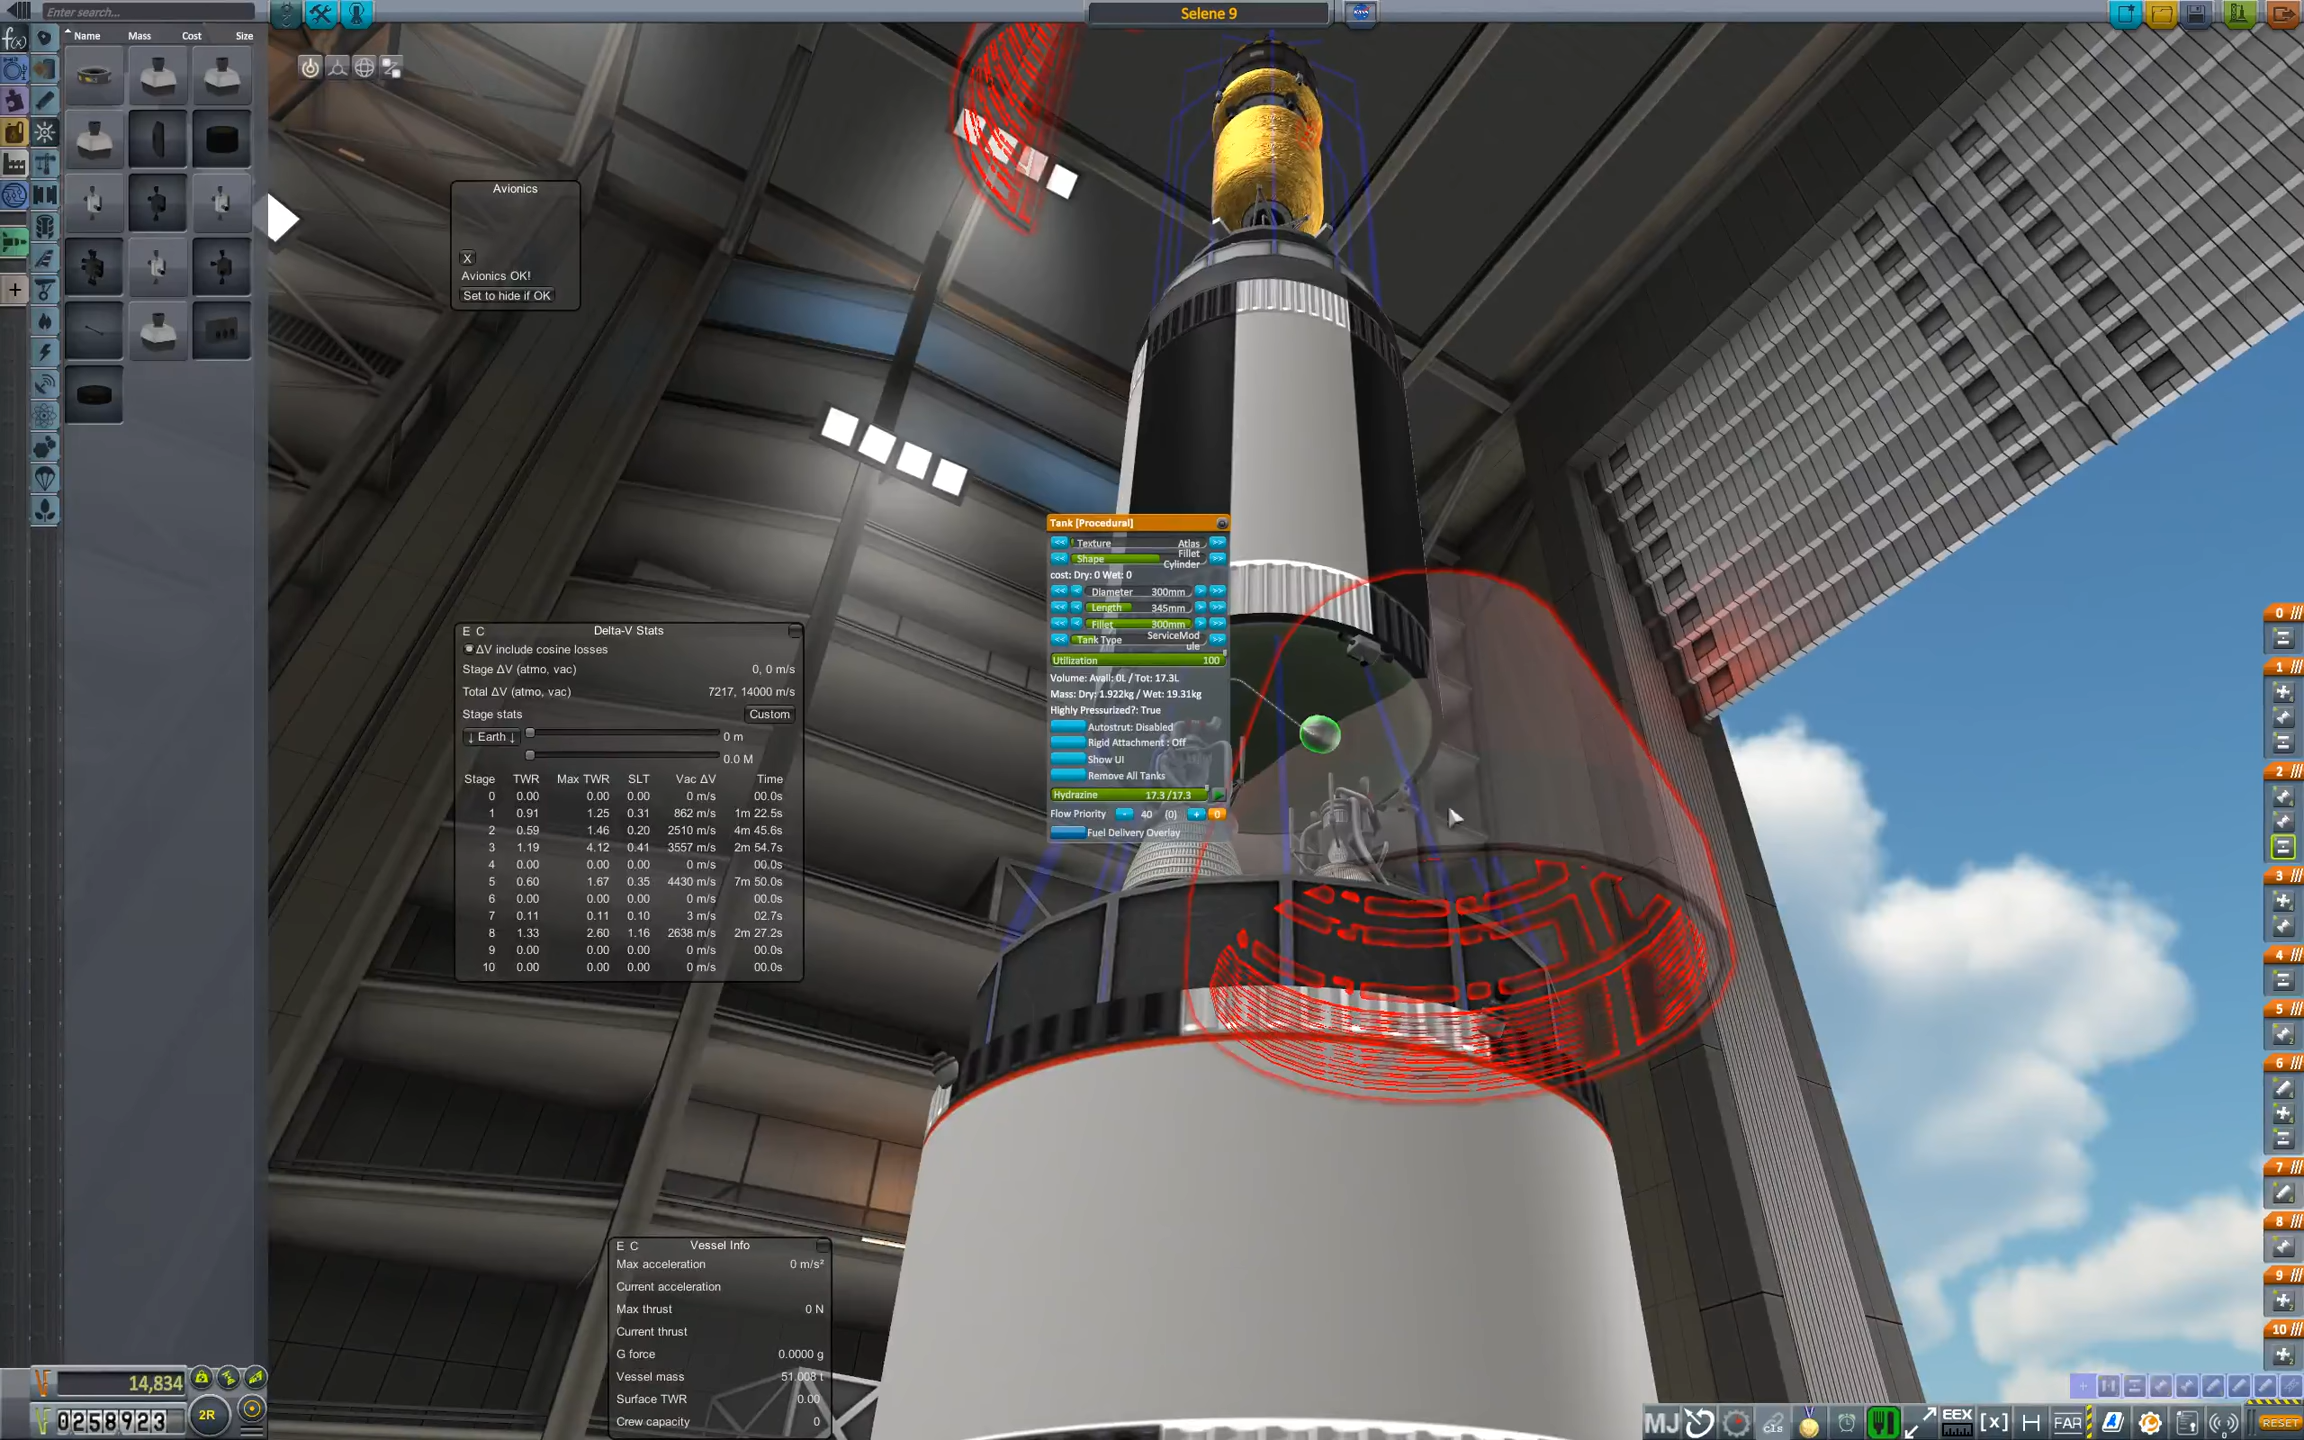 Enter search...
Selene 9
Name Mass Cost Size
f(x)
Avionics
X
Avionics OK!
Set to hide if OK
Tank [Procedural]
<< Texture Atlas >>
<< Shape Fillet Cylinder >>
cost: Dry: 0 Wet: 0
<< < Diameter 300mm > >>
<< < Length 345mm > >>
<< < Fillet 300mm > >>
<< Tank Type ServiceMod
ule >>
Utilization 100
Volume: Avail: 0L / Tot: 17.3L
Mass: Dry: 1.922kg / Wet: 19.31kg
Highly Pressurized?: True
Autostrut: Disabled
Rigid Attachment : Off
Show UI
Remove All Tanks
Hydrazine 17.3 /17.3
Flow Priority - 40 (0) + 0
Fuel Delivery Overlay
E C Delta-V Stats
ΔV include cosine losses
Stage ΔV (atmo, vac) 0, 0 m/s
Total ΔV (atmo, vac) 7217, 14000 m/s
Stage stats Custom
↓ Earth ↓ 0 m
0.0 M
Stage TWR Max TWR SLT Vac ΔV Time
0 0.00 0.00 0.00 0 m/s 00.0s
1 0.91 1.25 0.31 862 m/s 1m 22.5s
2 0.59 1.46 0.20 2510 m/s 4m 45.6s
3 1.19 4.12 0.41 3557 m/s 2m 54.7s
4 0.00 0.00 0.00 0 m/s 00.0s
5 0.60 1.67 0.35 4430 m/s 7m 50.0s
6 0.00 0.00 0.00 0 m/s 00.0s
7 0.11 0.11 0.10 3 m/s 02.7s
8 1.33 2.60 1.16 2638 m/s 2m 27.2s
9 0.00 0.00 0.00 0 m/s 00.0s
10 0.00 0.00 0.00 0 m/s 00.0s
E C Vessel Info
Max acceleration 0 m/s²
Current acceleration
Max thrust 0 N
Current thrust
G force 0.0000 g
Vessel mass 51.008 t
Surface TWR 0.00
Crew capacity 0
0
1
2
3
4
5
6
7
8
9
10
14,834
0258923
2R
MJ cls EEX [x] H FAR RESET